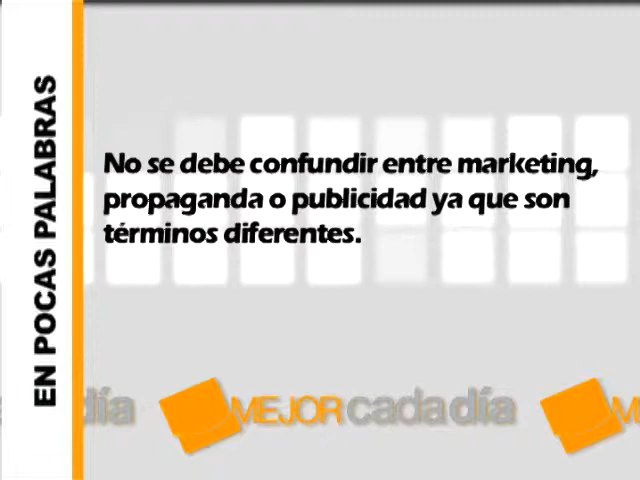 EN POCAS PALABRAS
No se debe confundir entre marketing,
propaganda o publicidad ya que son
términos diferentes.
día MEJOR cada día M